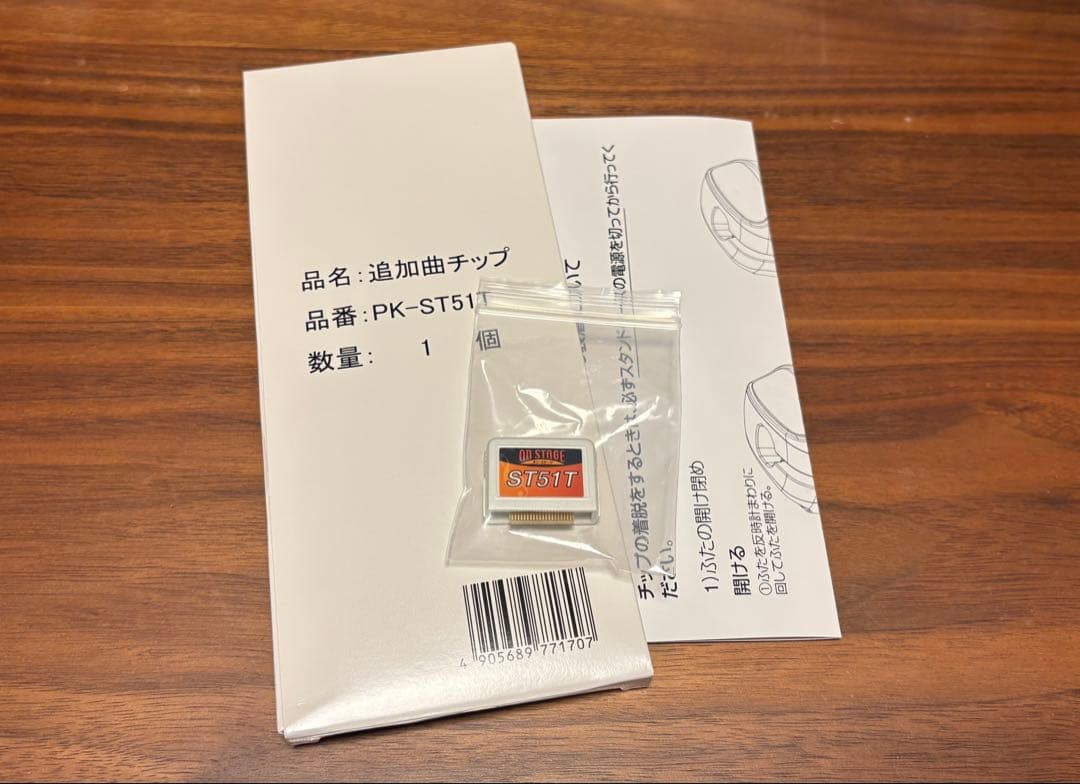 品名:追加曲チップ
品番:PK-ST51T
数量: 1 個
ON STAGE
ST51T
4 905689 771707
いて
チップの着脱をするときは、必ずスタンド の電源を切ってから行ってく
ださい。
1)ふたの開け閉め
開ける
①ふたを反時計まわりに
回してふたを開ける。